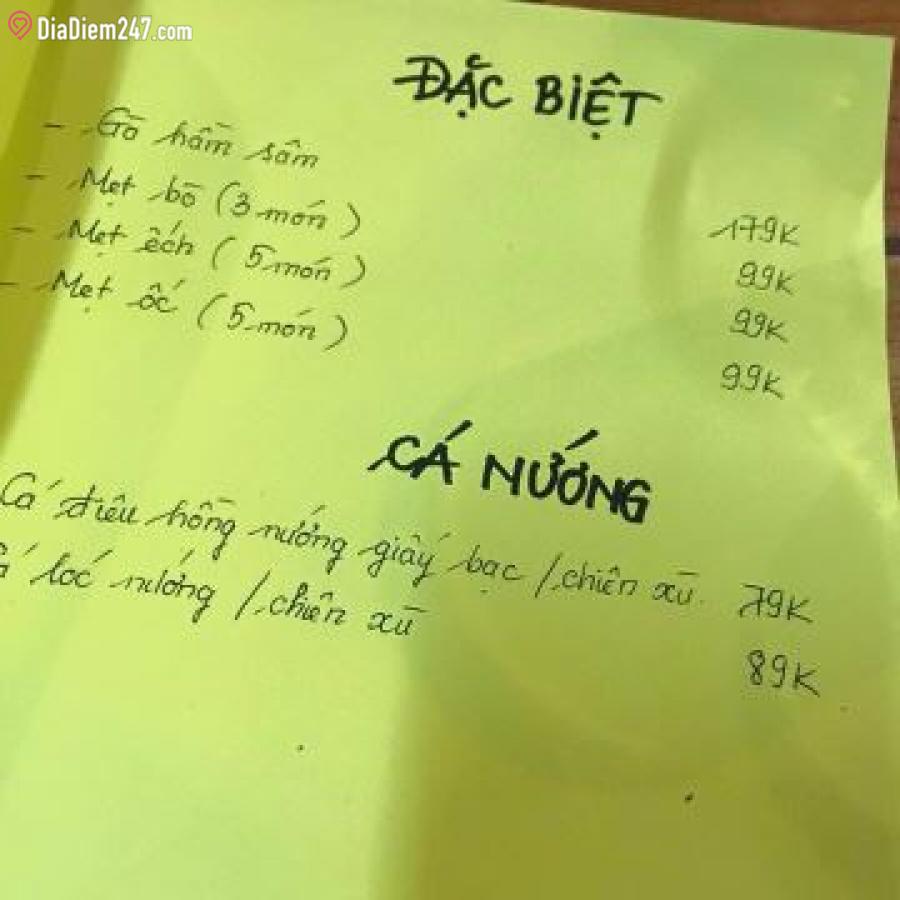 DiaDiem247.com
ĐẶC BIỆT
- Gà hầm sâm 179K
- Mẹt bò (3 món) 99K
- Mẹt ếch (5 món) 99K
- Mẹt ốc (5 món) 99K
CÁ NƯỚNG
Cá điêu hồng nướng giấy bạc / chiên xù. 79K
lóc nướng / chiên xù 89K